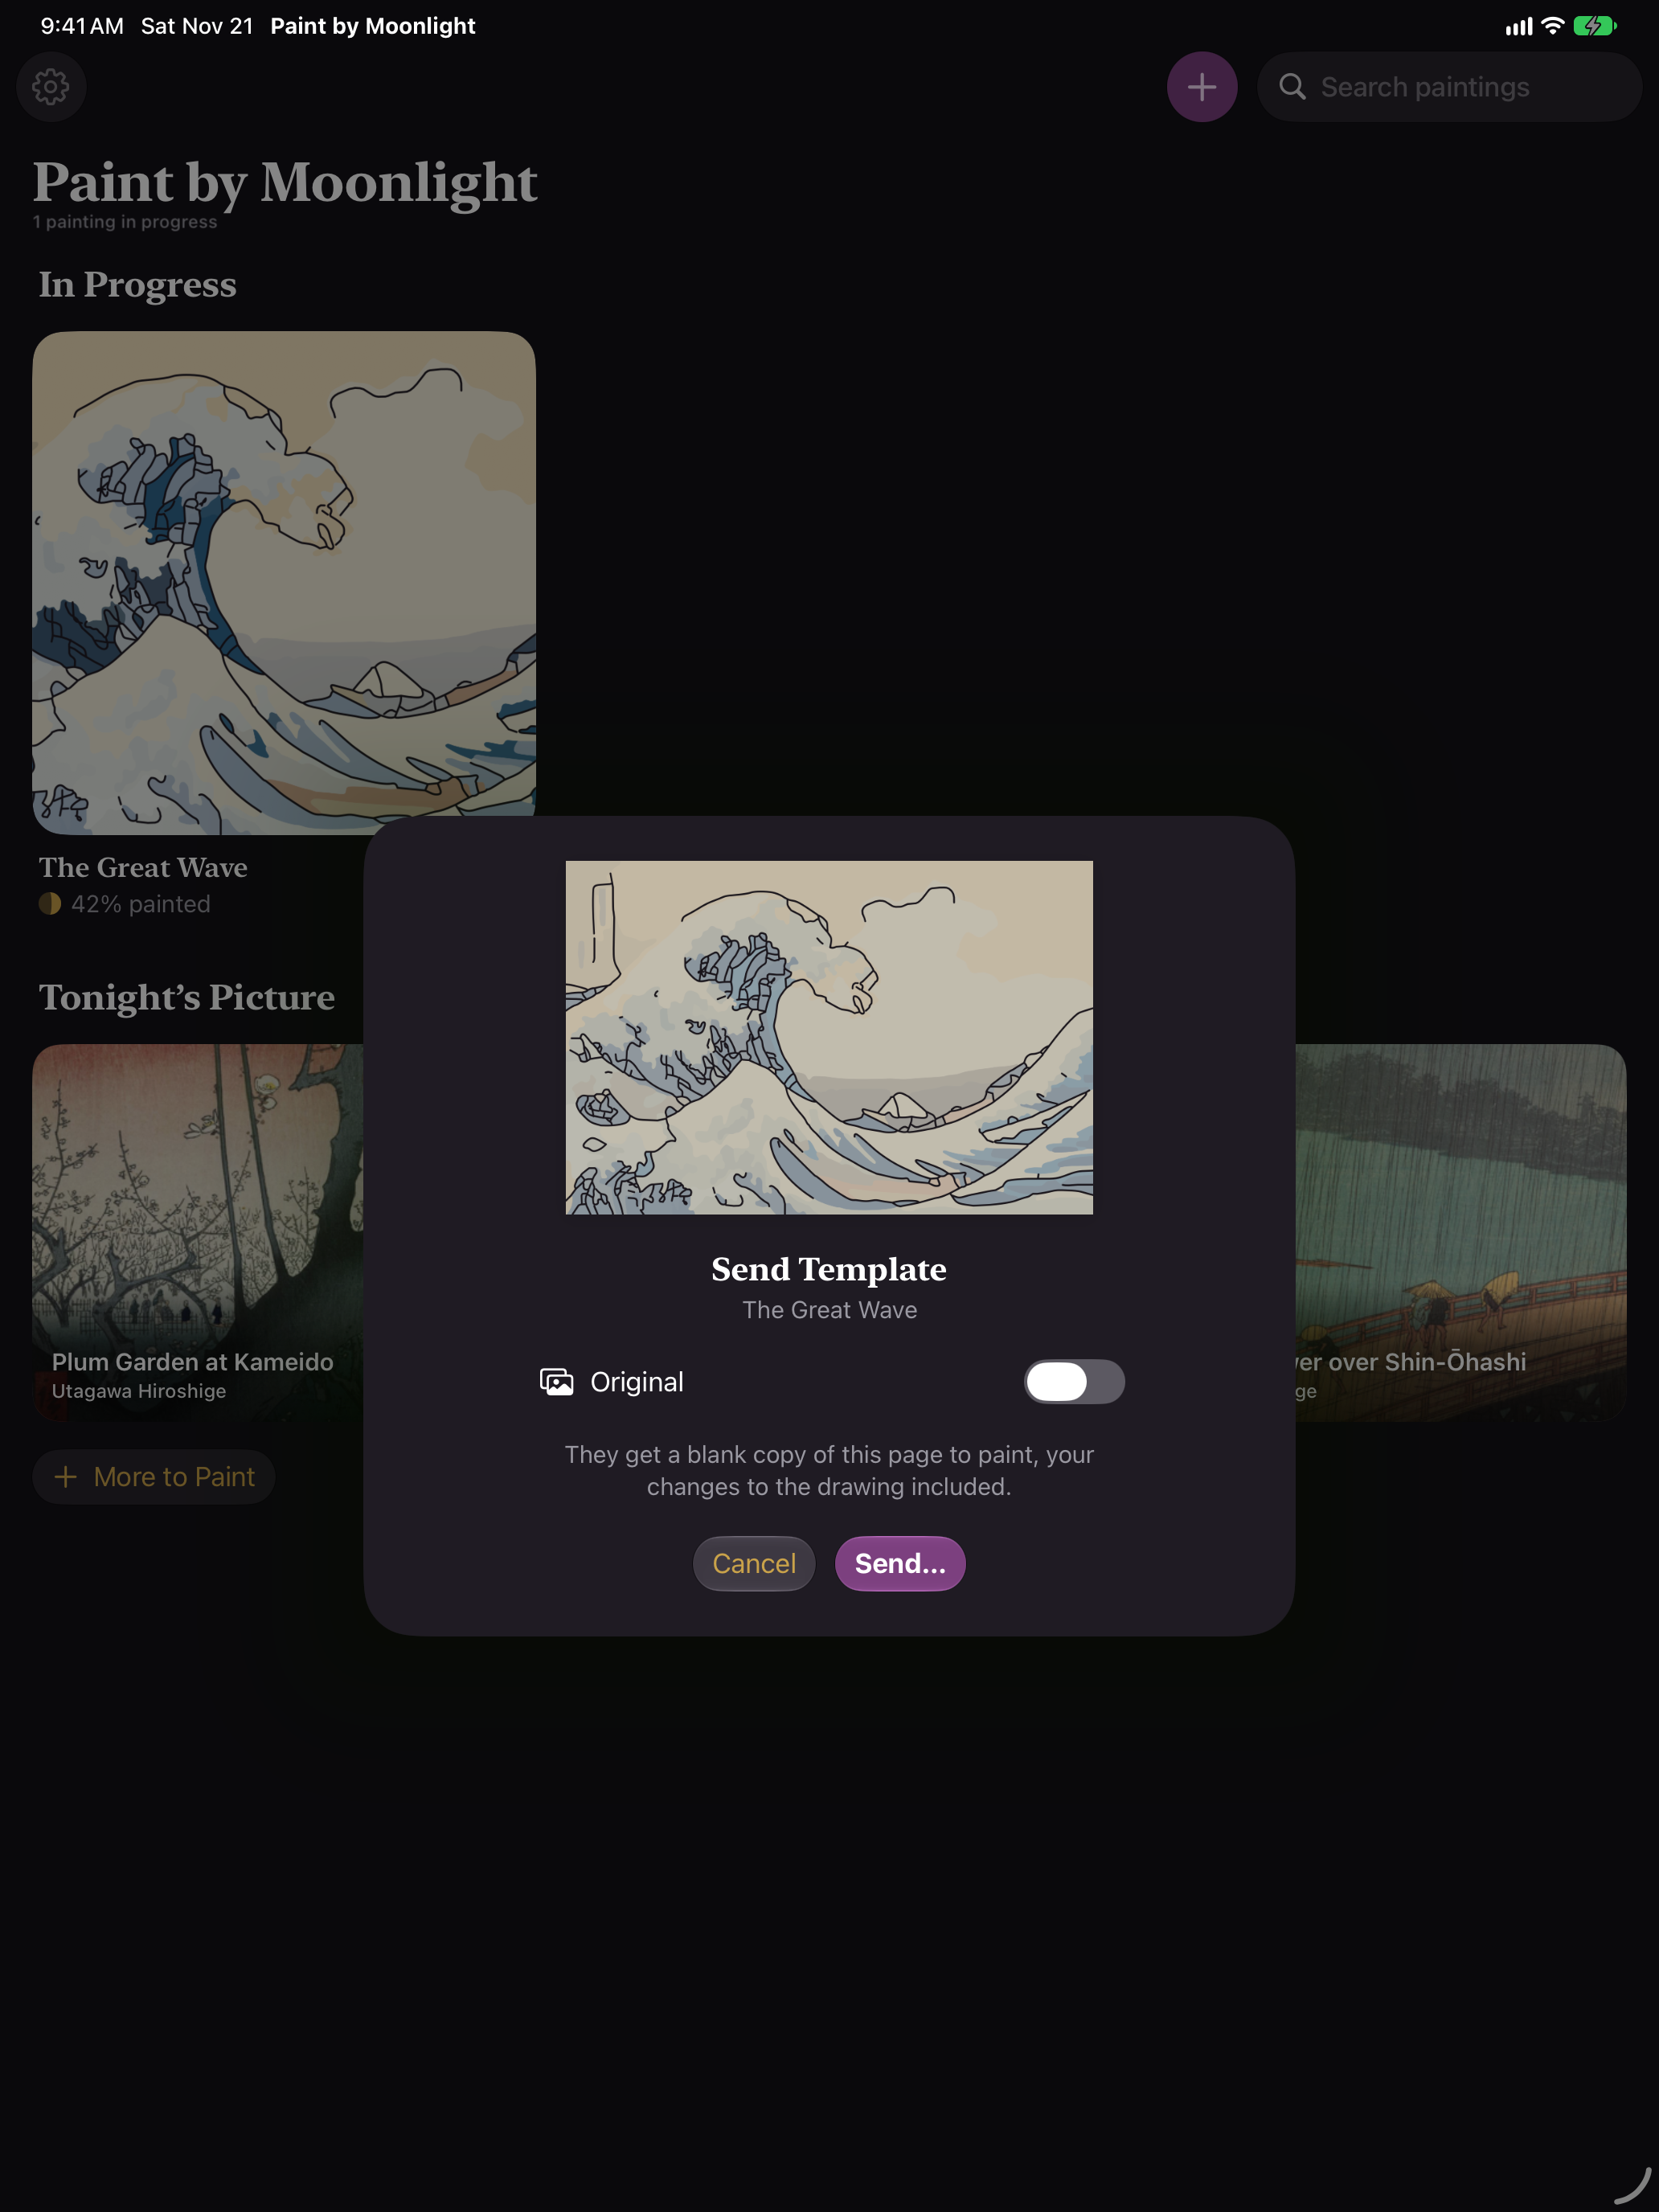 9:41 AM Sat Nov 21 Paint by Moonlight
Search paintings
Paint by Moonlight
1 painting in progress
In Progress
The Great Wave
42% painted
Tonight’s Picture
Plum Garden at Kameido
Utagawa Hiroshige
over Shin-Ōhashi
More to Paint
Send Template
The Great Wave
Original
They get a blank copy of this page to paint, your
changes to the drawing included.
Cancel
Send...